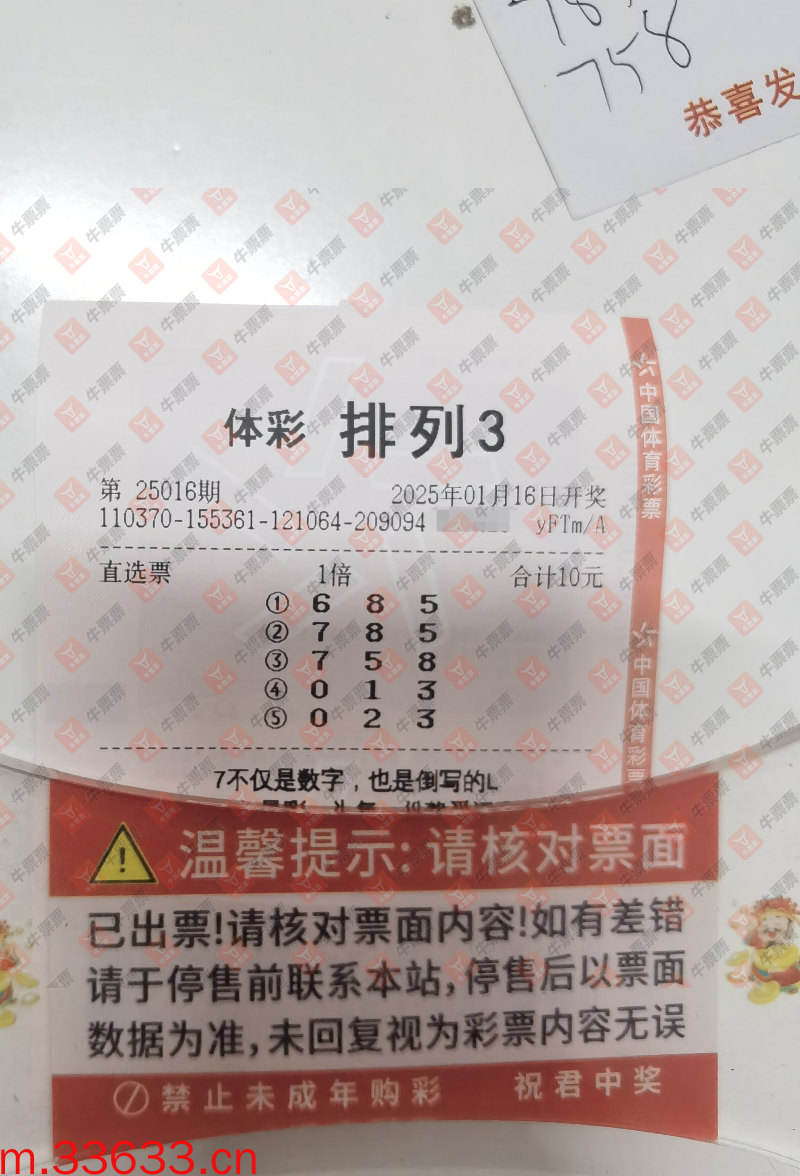 758
恭喜发
体彩 排列3
第 25016期 2025年01月16日开奖
110370-155361-121064-209094 yFTm/A
直选票 1倍 合计10元
① 6 8 5
② 7 8 5
③ 7 5 8
④ 0 1 3
⑤ 0 2 3
7不仅是数字，也是倒写的L
中国体育彩票
中国体育彩票
温馨提示:请核对票面
已出票!请核对票面内容!如有差错
请于停售前联系本站,停售后以票面
数据为准,未回复视为彩票内容无误
禁止未成年购彩 祝君中奖
牛票票
m.33633.cn